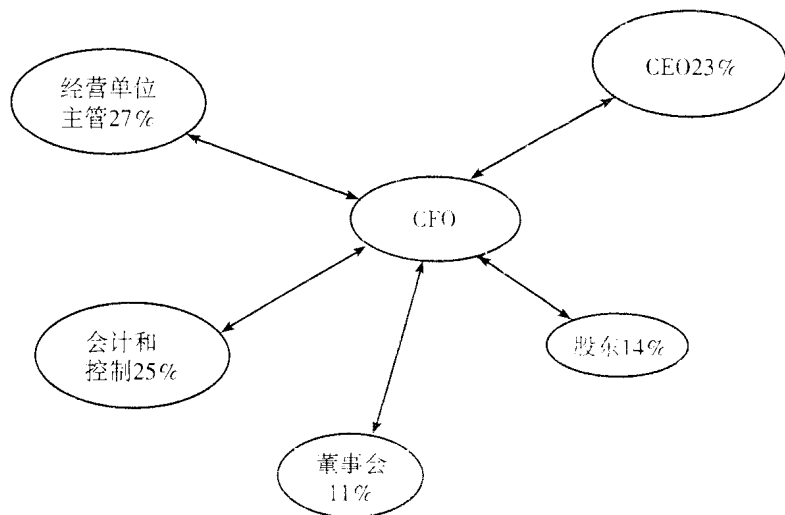 经营单位
主管27%
CEO23%
CFO
会计和
控制25%
股东14%
董事会
11%